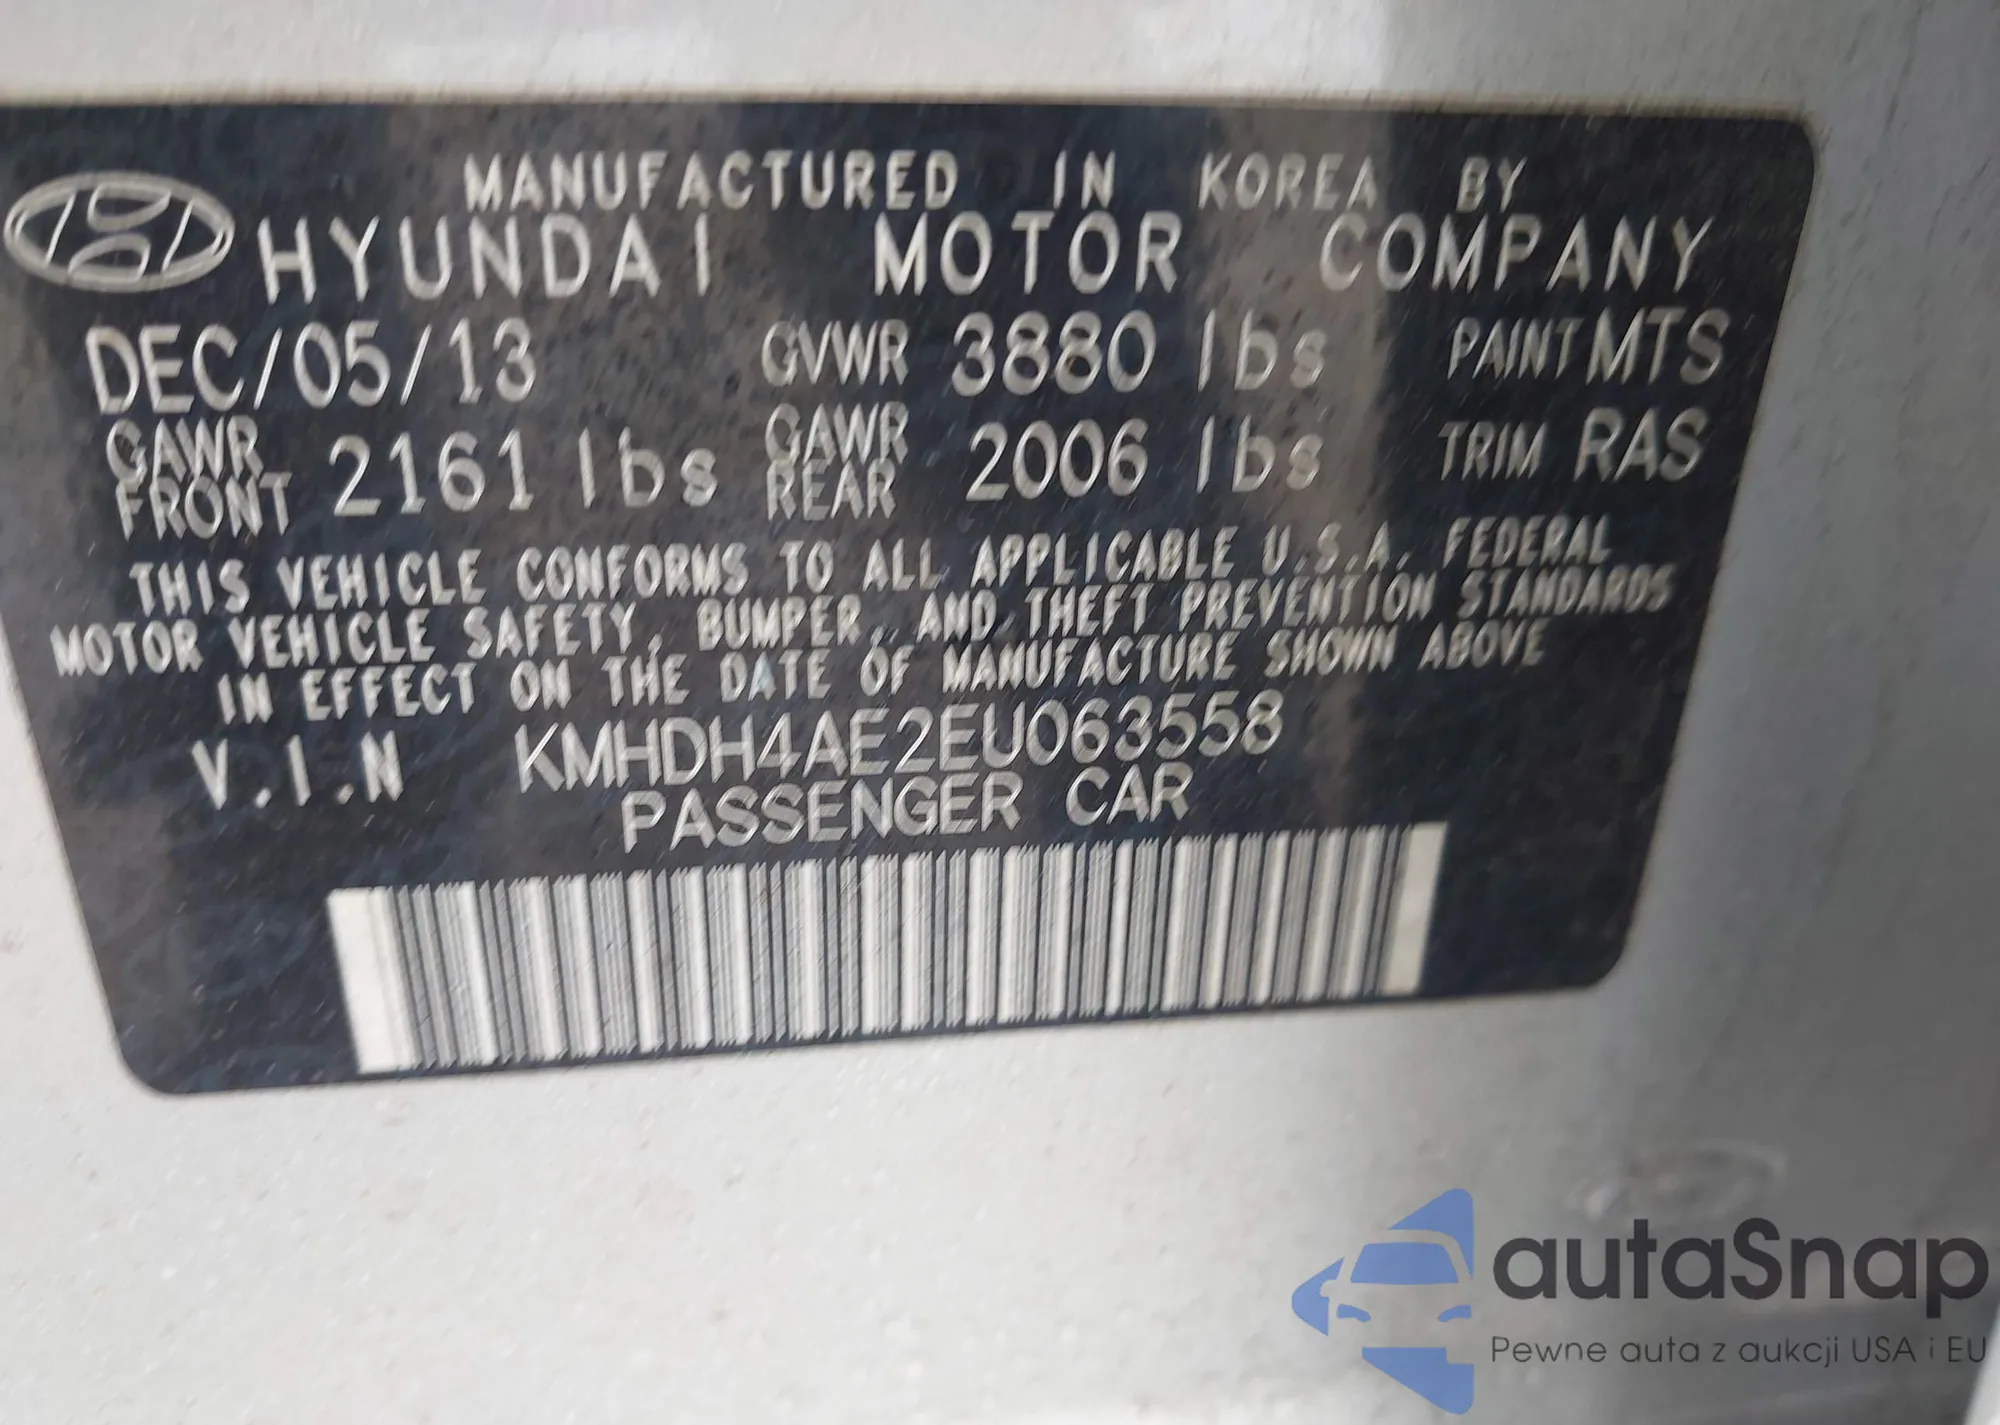 MANUFACTURED IN KOREA BY
HYUNDAI MOTOR COMPANY
DEC/05/13 GVWR 3880 lbs PAINT MTS
GAWR FRONT 2161 lbs GAWR REAR 2006 lbs TRIM RAS
THIS VEHICLE CONFORMS TO ALL APPLICABLE U.S.A. FEDERAL
MOTOR VEHICLE SAFETY, BUMPER, AND THEFT PREVENTION STANDARDS
IN EFFECT ON THE DATE OF MANUFACTURE SHOWN ABOVE
V.I.N KMHDH4AE2EU063558
PASSENGER CAR
autaSnap
Pewne auta z aukcji USA i EU